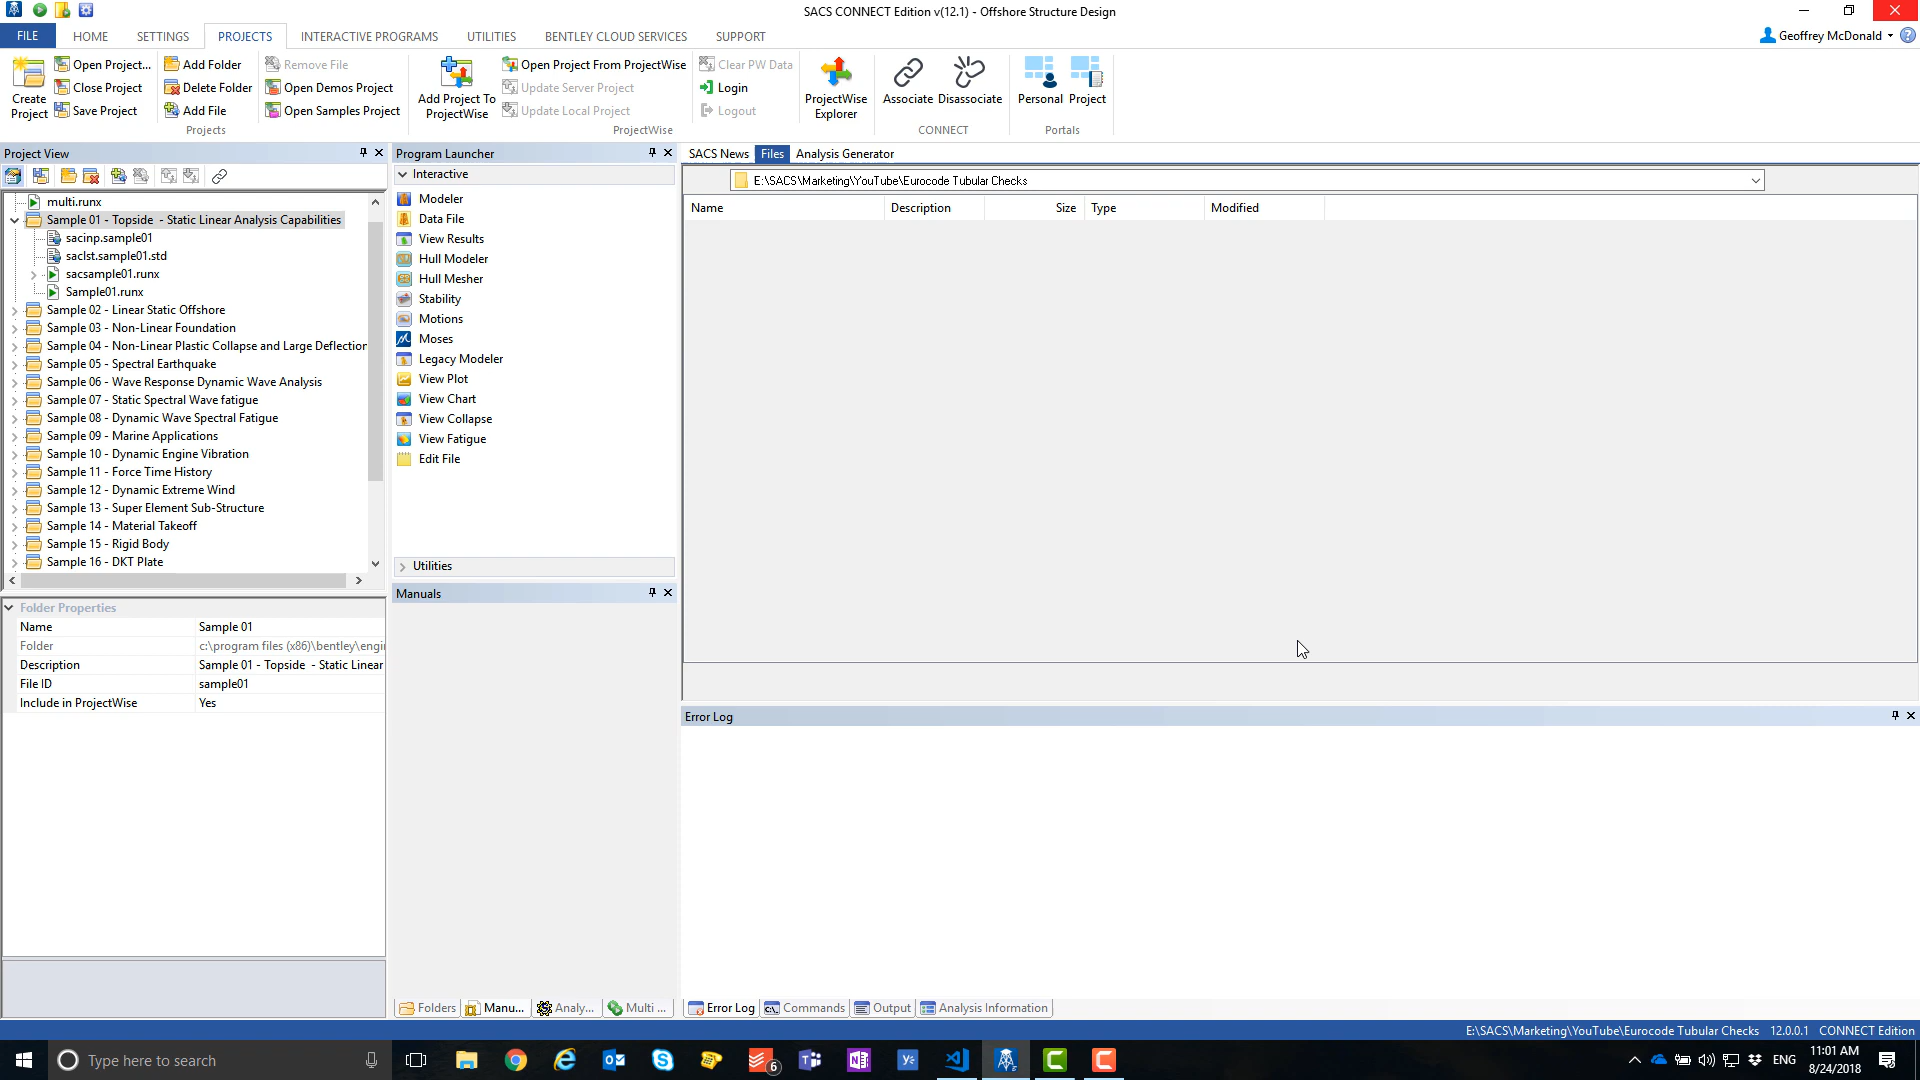 SACS CONNECT Edition v(12.1) - Offshore Structure Design
FILE HOME SETTINGS PROJECTS INTERACTIVE PROGRAMS UTILITIES BENTLEY CLOUD SERVICES SUPPORT
Geoffrey McDonald
Create Project
Open Project...
Close Project
Save Project
Add Folder
Delete Folder
Add File
Remove File
Open Demos Project
Open Samples Project
Projects
Add Project To ProjectWise
Open Project From ProjectWise
Update Server Project
Update Local Project
Clear PW Data
Login
Logout
ProjectWise
ProjectWise Explorer
Associate
Disassociate
CONNECT
Personal
Project
Portals
Project View
multi.runx
Sample 01 - Topside - Static Linear Analysis Capabilities
sacinp.sample01
saclst.sample01.std
sacsample01.runx
Sample01.runx
Sample 02 - Linear Static Offshore
Sample 03 - Non-Linear Foundation
Sample 04 - Non-Linear Plastic Collapse and Large Deflection
Sample 05 - Spectral Earthquake
Sample 06 - Wave Response Dynamic Wave Analysis
Sample 07 - Static Spectral Wave fatigue
Sample 08 - Dynamic Wave Spectral Fatigue
Sample 09 - Marine Applications
Sample 10 - Dynamic Engine Vibration
Sample 11 - Force Time History
Sample 12 - Dynamic Extreme Wind
Sample 13 - Super Element Sub-Structure
Sample 14 - Material Takeoff
Sample 15 - Rigid Body
Sample 16 - DKT Plate
Folder Properties
Name Sample 01
Folder c:\program files (x86)\bentley\engi
Description Sample 01 - Topside - Static Linear
File ID sample01
Include in ProjectWise Yes
Program Launcher
Interactive
Modeler
Data File
View Results
Hull Modeler
Hull Mesher
Stability
Motions
Moses
Legacy Modeler
View Plot
View Chart
View Collapse
View Fatigue
Edit File
Utilities
Manuals
Folders Manu... Analy... Multi ...
SACS News Files Analysis Generator
E:\SACS\Marketing\YouTube\Eurocode Tubular Checks
Name Description Size Type Modified
Error Log
Error Log Commands Output Analysis Information
E:\SACS\Marketing\YouTube\Eurocode Tubular Checks 12.0.0.1 CONNECT Edition
Type here to search
6
ENG
11:01 AM
8/24/2018